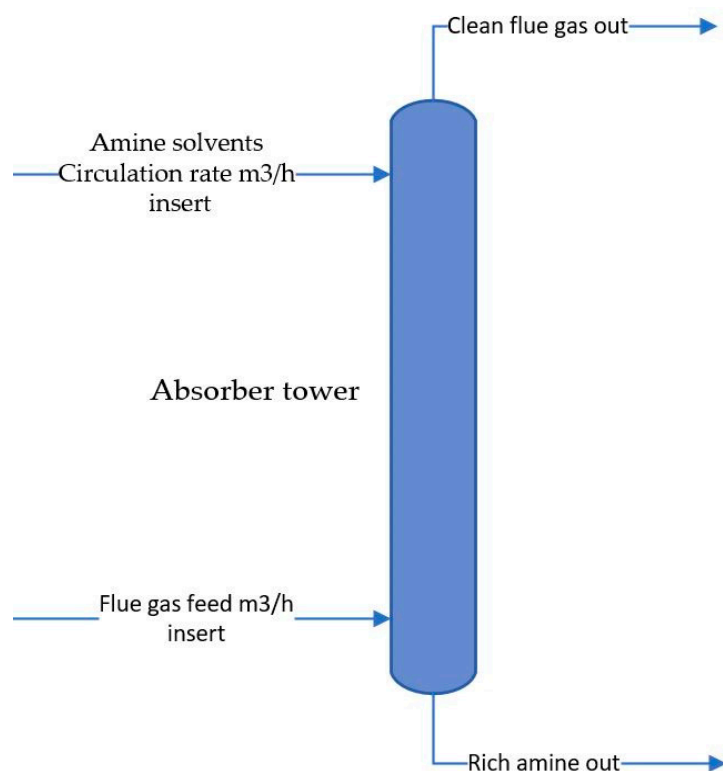 Clean flue gas out
Amine solvents
Circulation rate m3/h
insert
Absorber tower
Flue gas feed m3/h
insert
Rich amine out